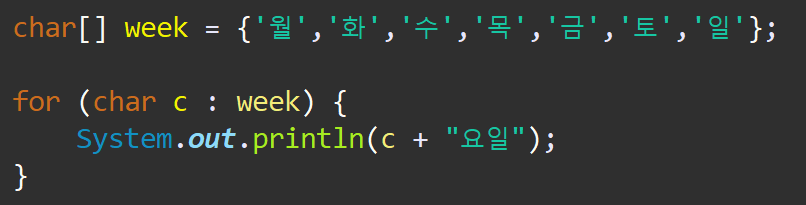 char[] week = {'월','화','수','목','금','토','일'};
for (char c : week) {
    System.out.println(c + "요일");
}